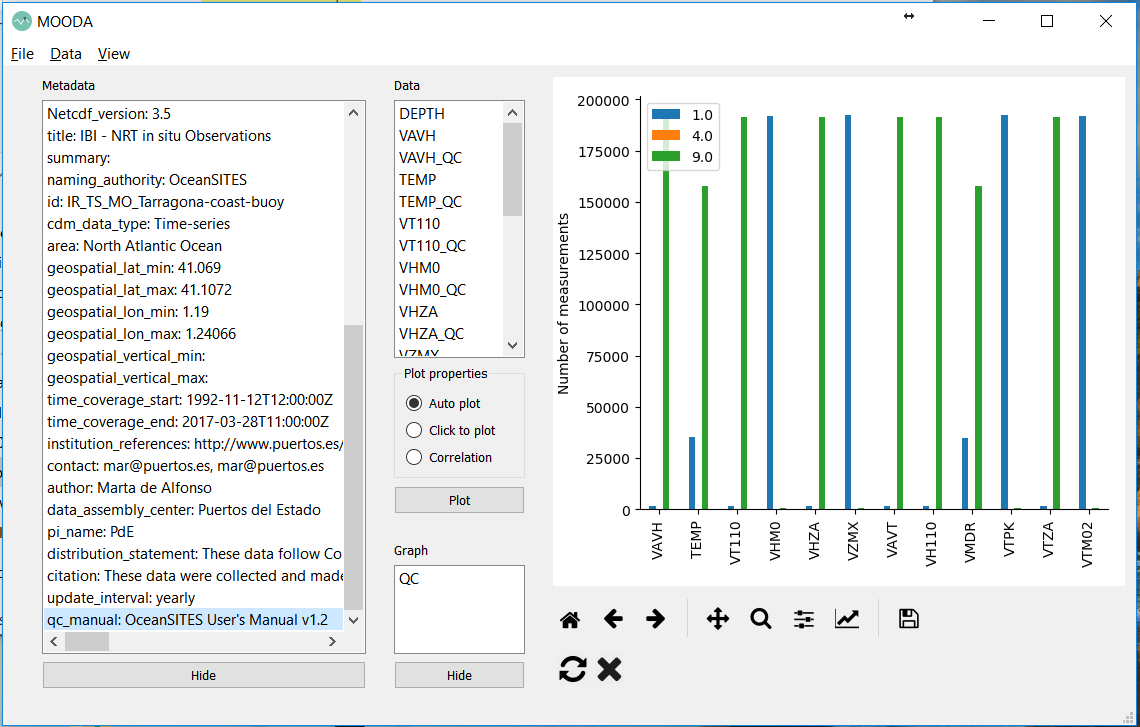 MOODA
File Data View
Metadata
Netcdf_version: 3.5
title: IBI - NRT in situ Observations
summary:
naming_authority: OceanSITES
id: IR_TS_MO_Tarragona-coast-buoy
cdm_data_type: Time-series
area: North Atlantic Ocean
geospatial_lat_min: 41.069
geospatial_lat_max: 41.1072
geospatial_lon_min: 1.19
geospatial_lon_max: 1.24066
geospatial_vertical_min:
geospatial_vertical_max:
time_coverage_start: 1992-11-12T12:00:00Z
time_coverage_end: 2017-03-28T11:00:00Z
institution_references: http://www.puertos.es/
contact: mar@puertos.es, mar@puertos.es
author: Marta de Alfonso
data_assembly_center: Puertos del Estado
pi_name: PdE
distribution_statement: These data follow Co
citation: These data were collected and made
update_interval: yearly
qc_manual: OceanSITES User's Manual v1.2
Hide
Data
DEPTH
VAVH
VAVH_QC
TEMP
TEMP_QC
VT110
VT110_QC
VHM0
VHM0_QC
VHZA
VHZA_QC
VZMX
Plot properties
Auto plot
Click to plot
Correlation
Plot
Graph
QC
Hide
Number of measurements
200000
175000
150000
125000
100000
75000
50000
25000
0
1.0
4.0
9.0
VAVH
TEMP
VT110
VHM0
VHZA
VZMX
VAVT
VH110
VMDR
VTPK
VTZA
VTM02